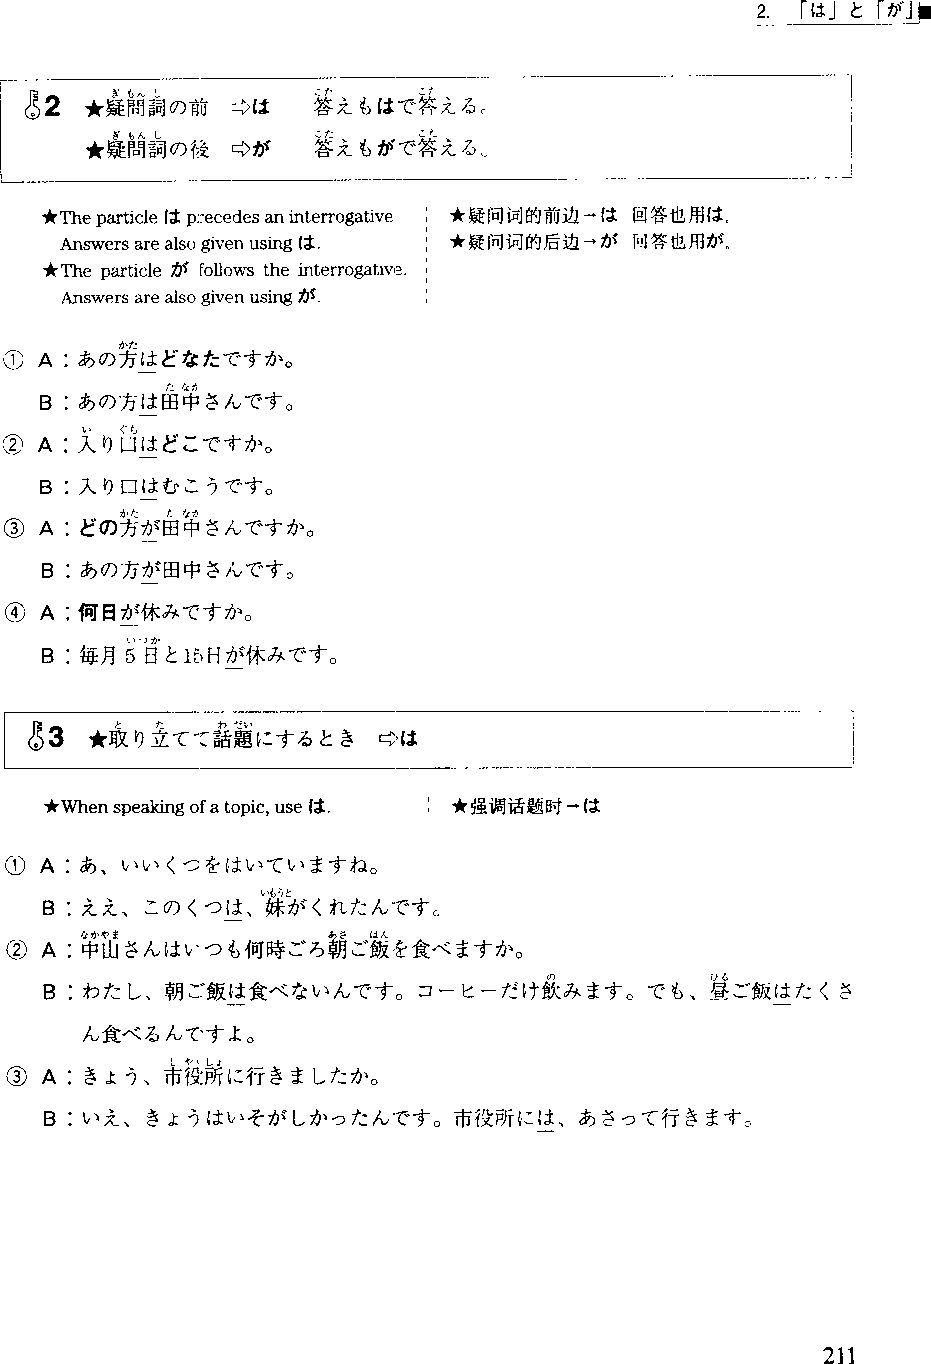 2. 「は」と「が」
2 ★疑問詞の前 ⇨は 答えもはで答える。
★疑問詞の後 ⇨が 答えもがで答える。
★The particle は precedes an interrogative
Answers are also given using は.
★The particle が follows the interrogative.
Answers are also given using が.
★疑问词的前边→は 回答也用は。
★疑问词的后边→が 回答也用が。
① A：あの方はどなたですか。
B：あの方は田中さんです。
② A：入り口はどこですか。
B：入り口はむこうです。
③ A：どの方が田中さんですか。
B：あの方が田中さんです。
④ A：何日が休みですか。
B：毎月5日と15日が休みです。
3 ★取り立てて話題にするとき ⇨は
★When speaking of a topic, use は.
★强调话题时→は
① A：あ、いいくつをはいていますね。
B：ええ、このくつは、妹がくれたんです。
② A：中山さんはいつも何時ごろ朝ご飯を食べますか。
B：わたし、朝ご飯は食べないんです。コーヒーだけ飲みます。でも、昼ご飯はたくさ
ん食べるんですよ。
③ A：きょう、市役所に行きましたか。
B：いえ、きょうはいそがしかったんです。市役所には、あさって行きます。
211